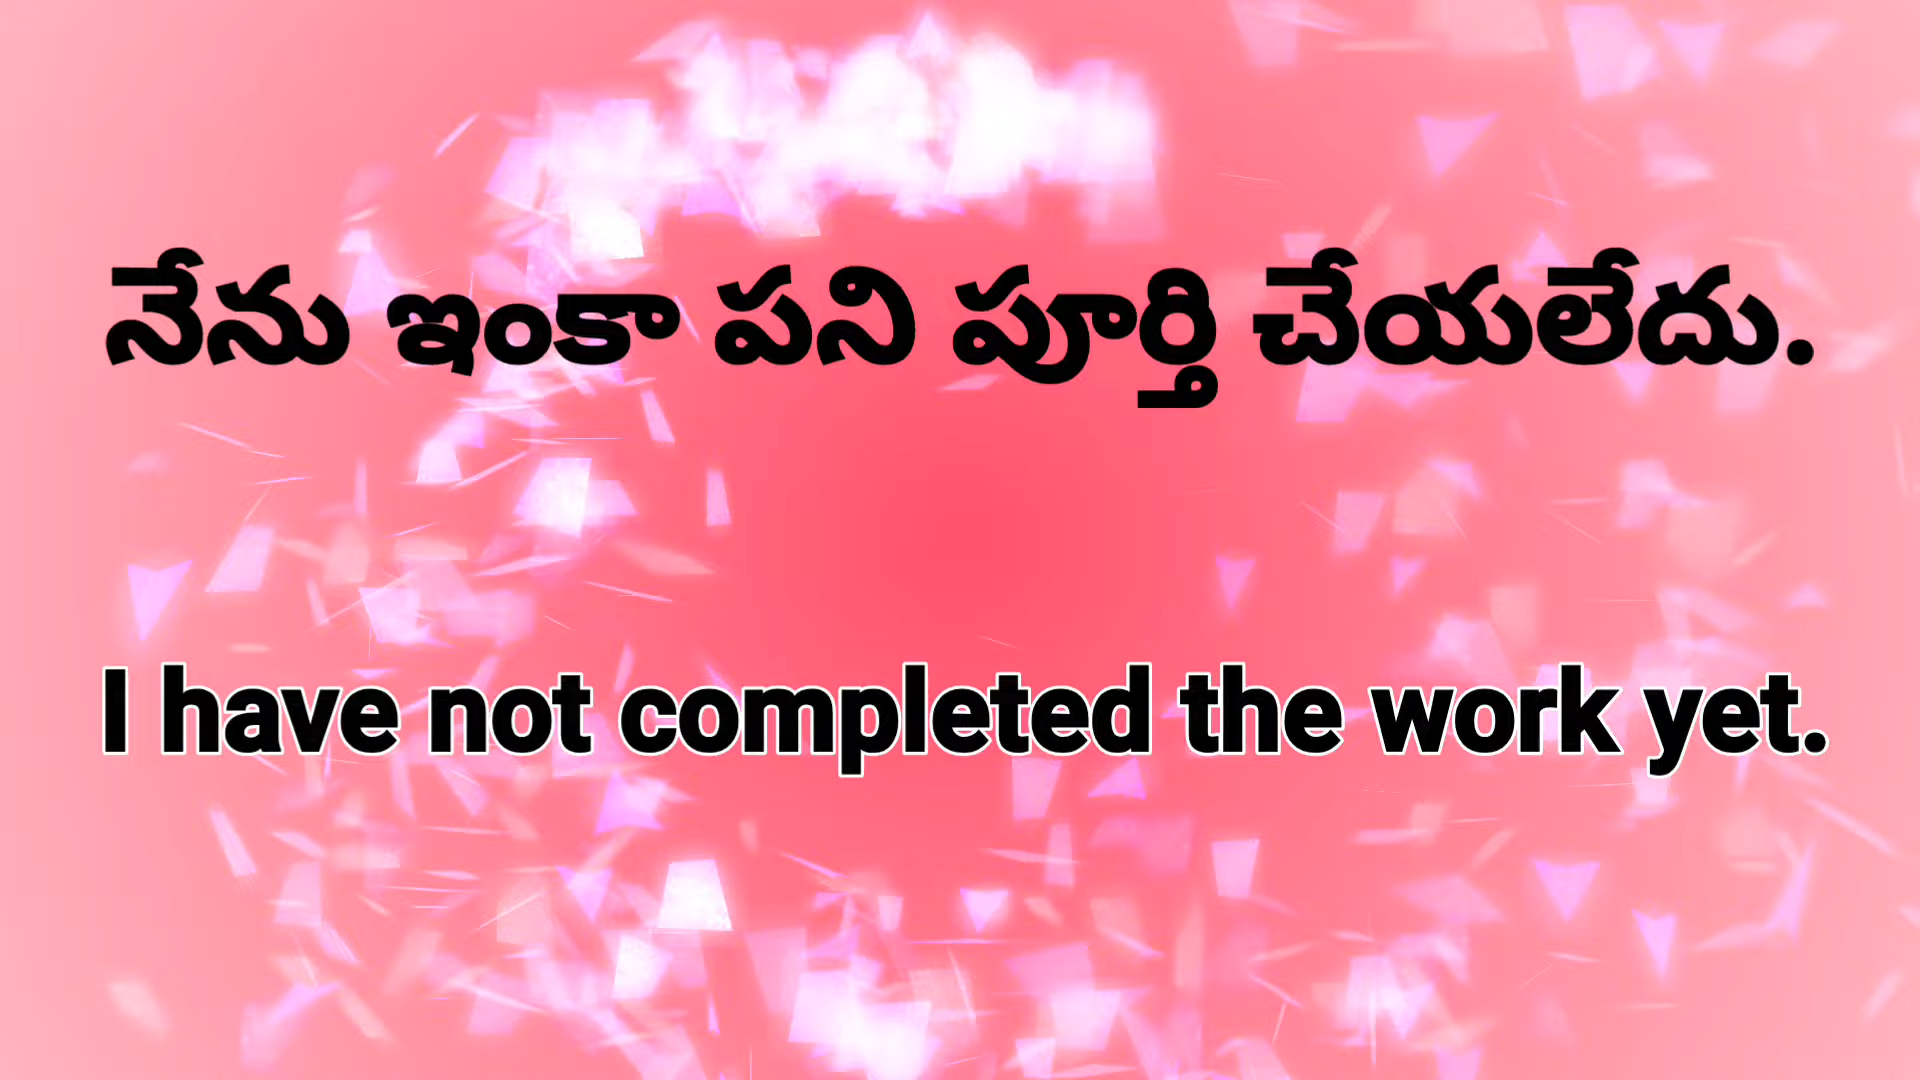 నేను ఇంకా పని పూర్తి చేయలేదు.
I have not completed the work yet.